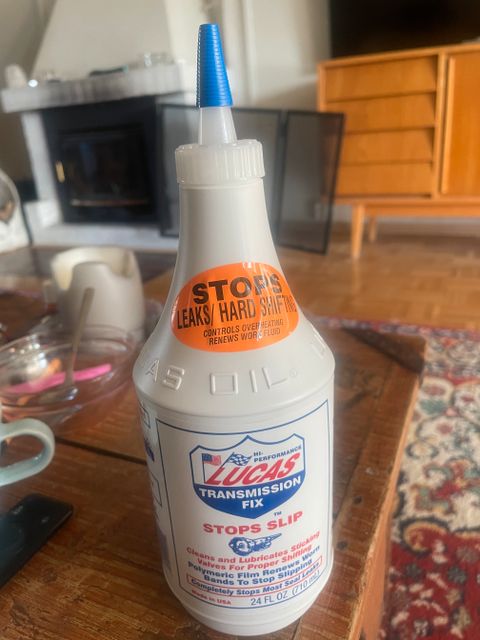 STOPS
LEAKS/ HARD SHIFTING
CONTROLS OVERHEATING
RENEWS WORN FLUID
AS OIL
HI-
PERFORMANCE
LUCAS
TRANSMISSION
FIX
™
STOPS SLIP
Cleans and Lubricates Sticking
Valves For Proper Shifting
Polymeric Film Renews Worn
Bands To Stop Slipping
Completely Stops Most Seal Leaks
Made in USA
24 FL OZ (710 mL)